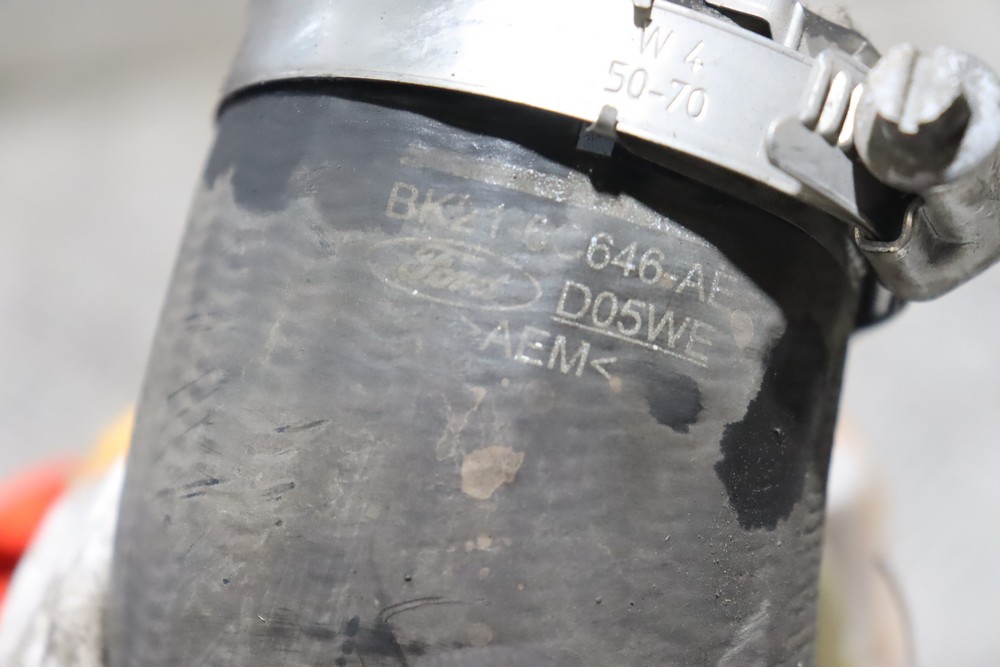 W 4
50-70
646-AF
Ford
D05WE
>AEM<